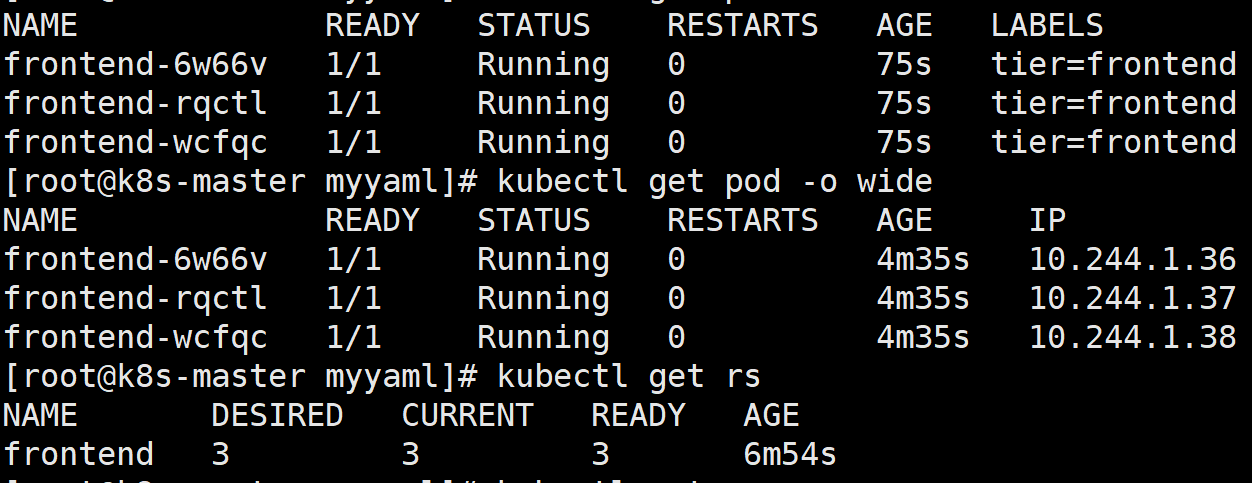 NAME READY STATUS RESTARTS AGE LABELS
frontend-6w66v 1/1 Running 0 75s tier=frontend
frontend-rqctl 1/1 Running 0 75s tier=frontend
frontend-wcfqc 1/1 Running 0 75s tier=frontend
[root@k8s-master myyaml]# kubectl get pod -o wide
NAME READY STATUS RESTARTS AGE IP
frontend-6w66v 1/1 Running 0 4m35s 10.244.1.36
frontend-rqctl 1/1 Running 0 4m35s 10.244.1.37
frontend-wcfqc 1/1 Running 0 4m35s 10.244.1.38
[root@k8s-master myyaml]# kubectl get rs
NAME DESIRED CURRENT READY AGE
frontend 3 3 3 6m54s